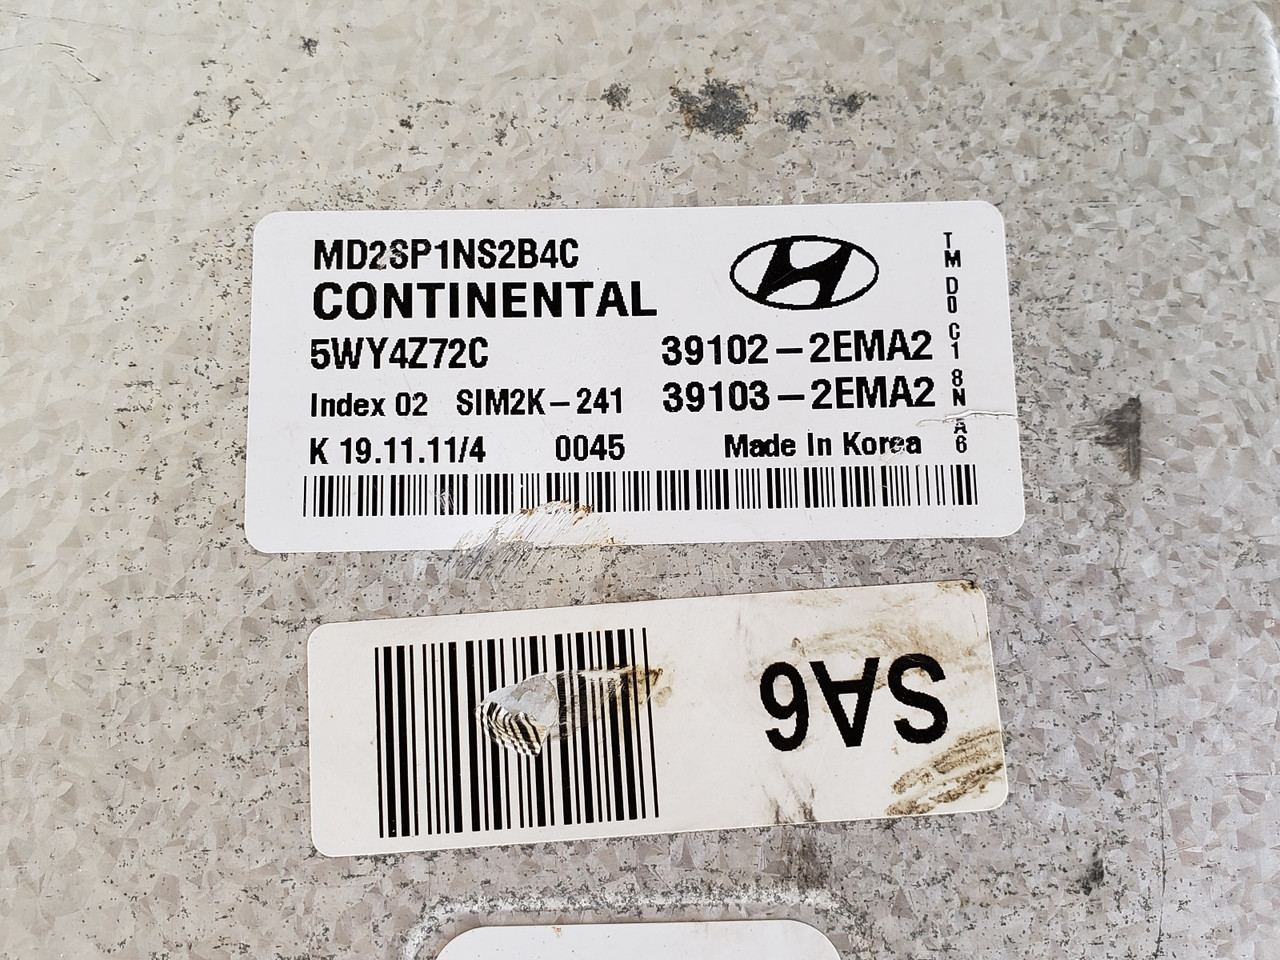 MD2SP1NS2B4C
CONTINENTAL
5WY4Z72C 39102-2EMA2
Index 02 SIM2K-241 39103-2EMA2
K 19.11.11/4 0045 Made In Korea
TM D0 C1 8N A6
SA6